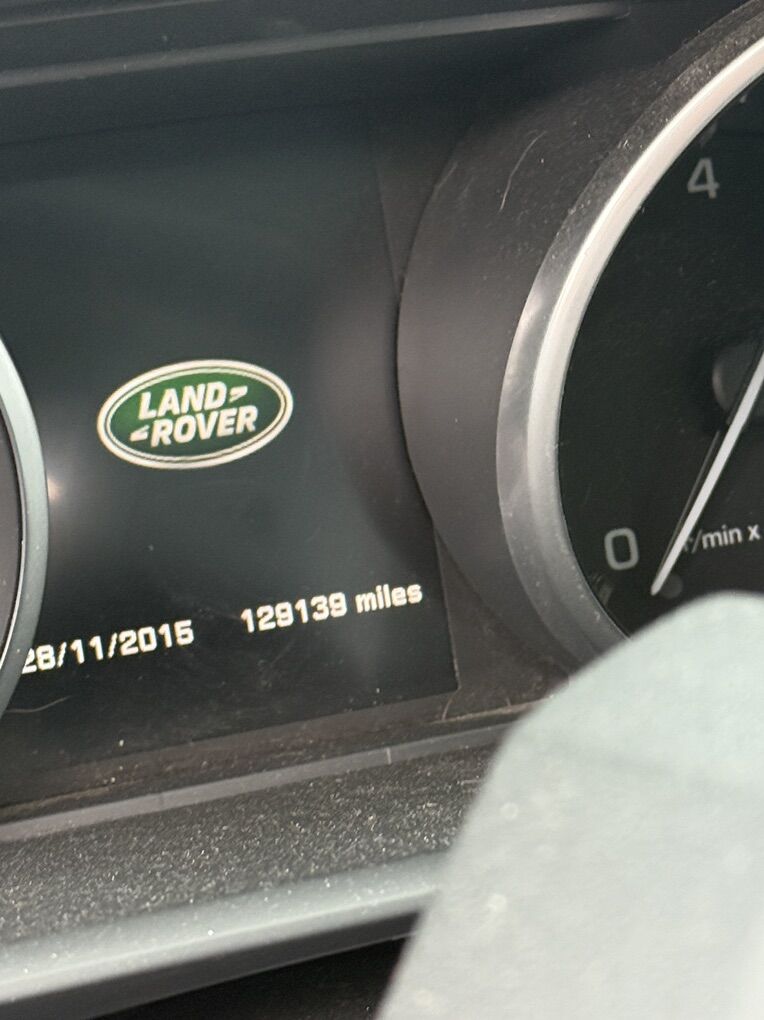 4
LAND
ROVER
0
/min x
28/11/2015 129139 miles